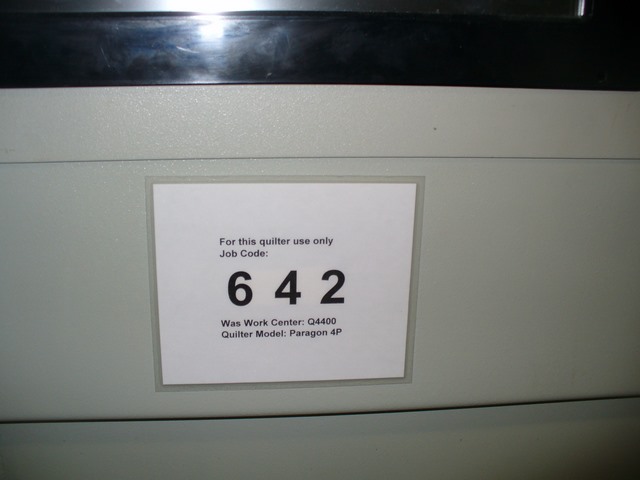 For this quilter use only
Job Code:
6 4 2
Was Work Center: Q4400
Quilter Model: Paragon 4P